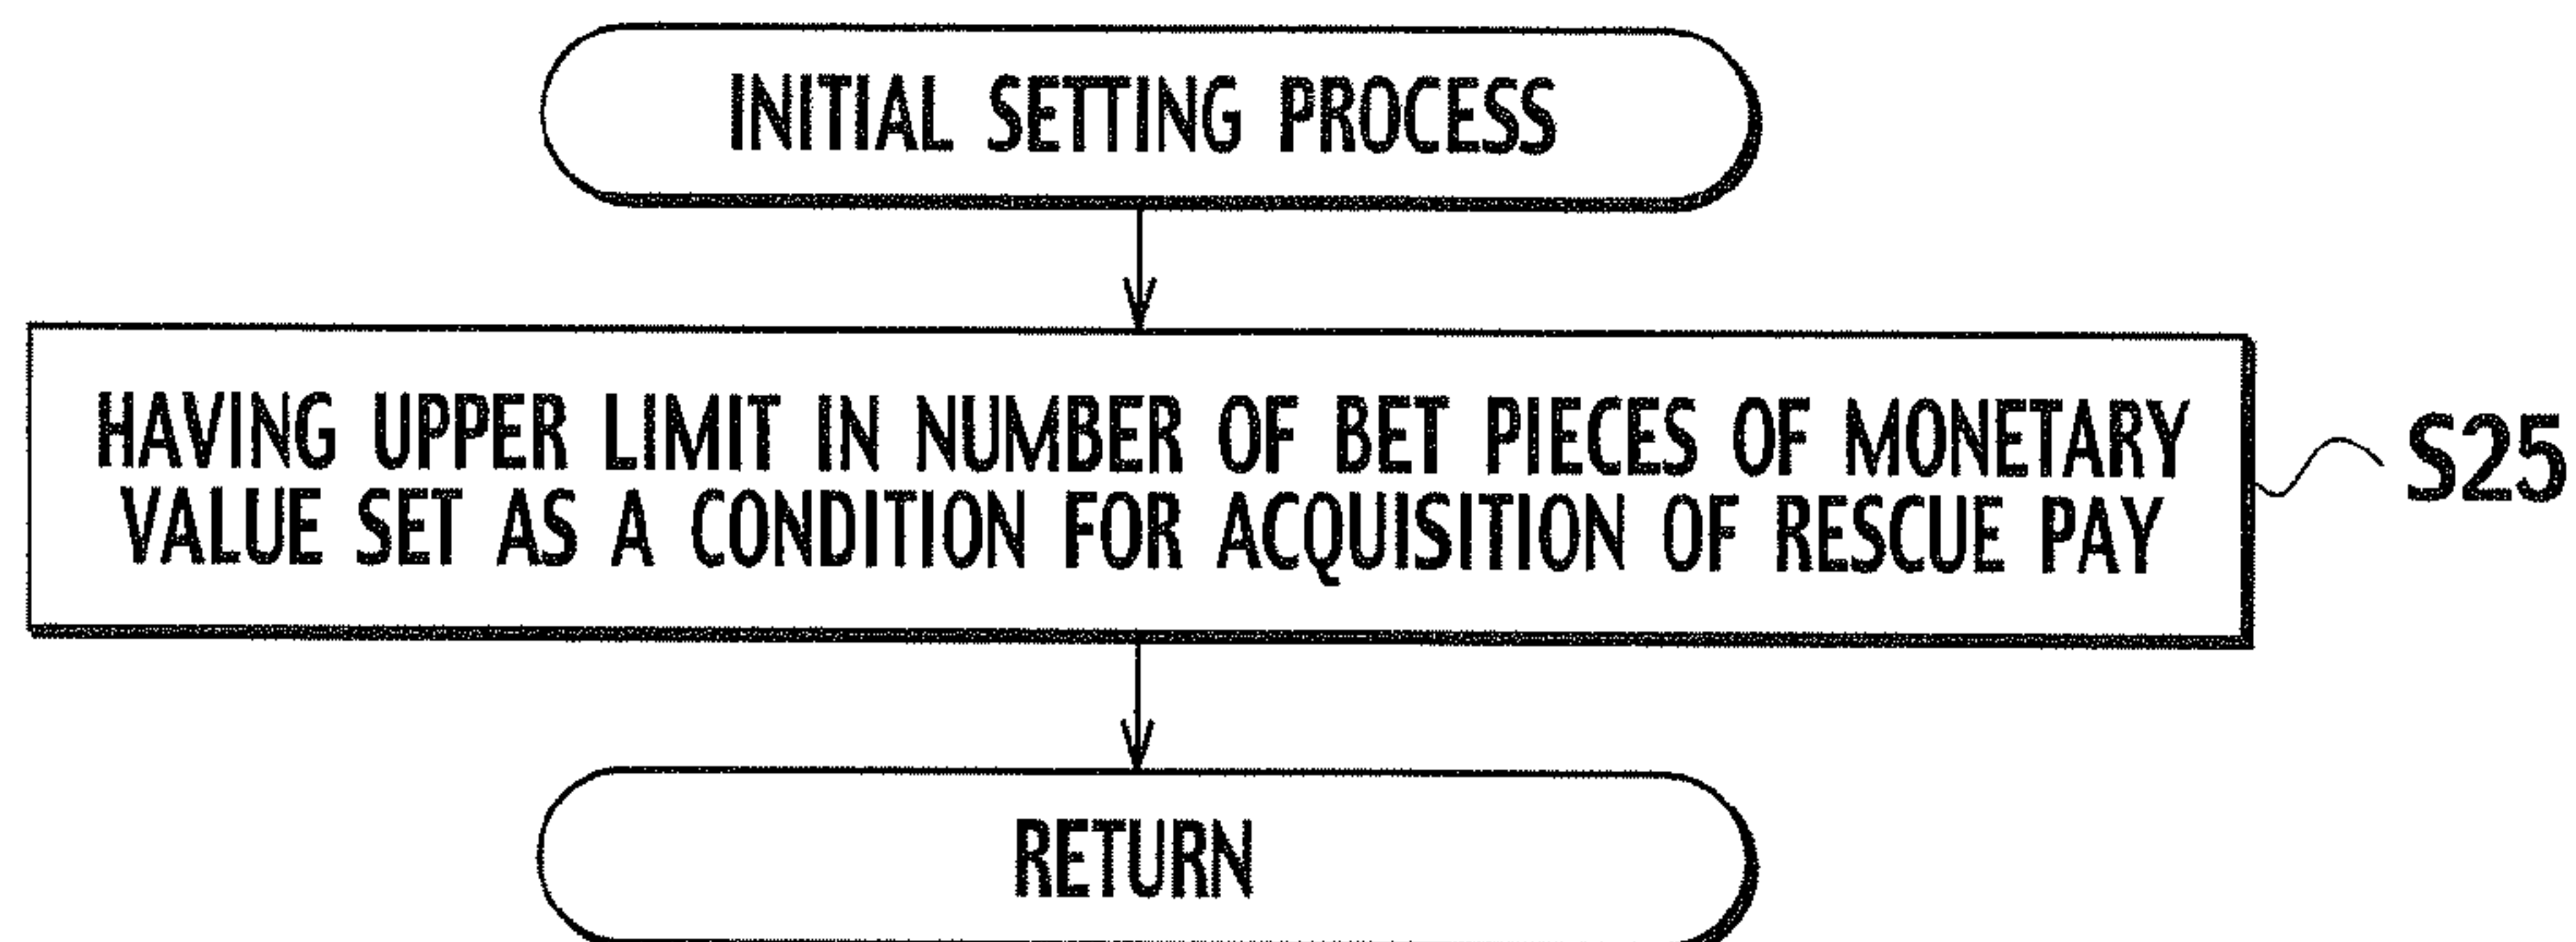 INITIAL SETTING PROCESS
HAVING UPPER LIMIT IN NUMBER OF BET PIECES OF MONETARY
VALUE SET AS A CONDITION FOR ACQUISITION OF RESCUE PAY
S25
RETURN